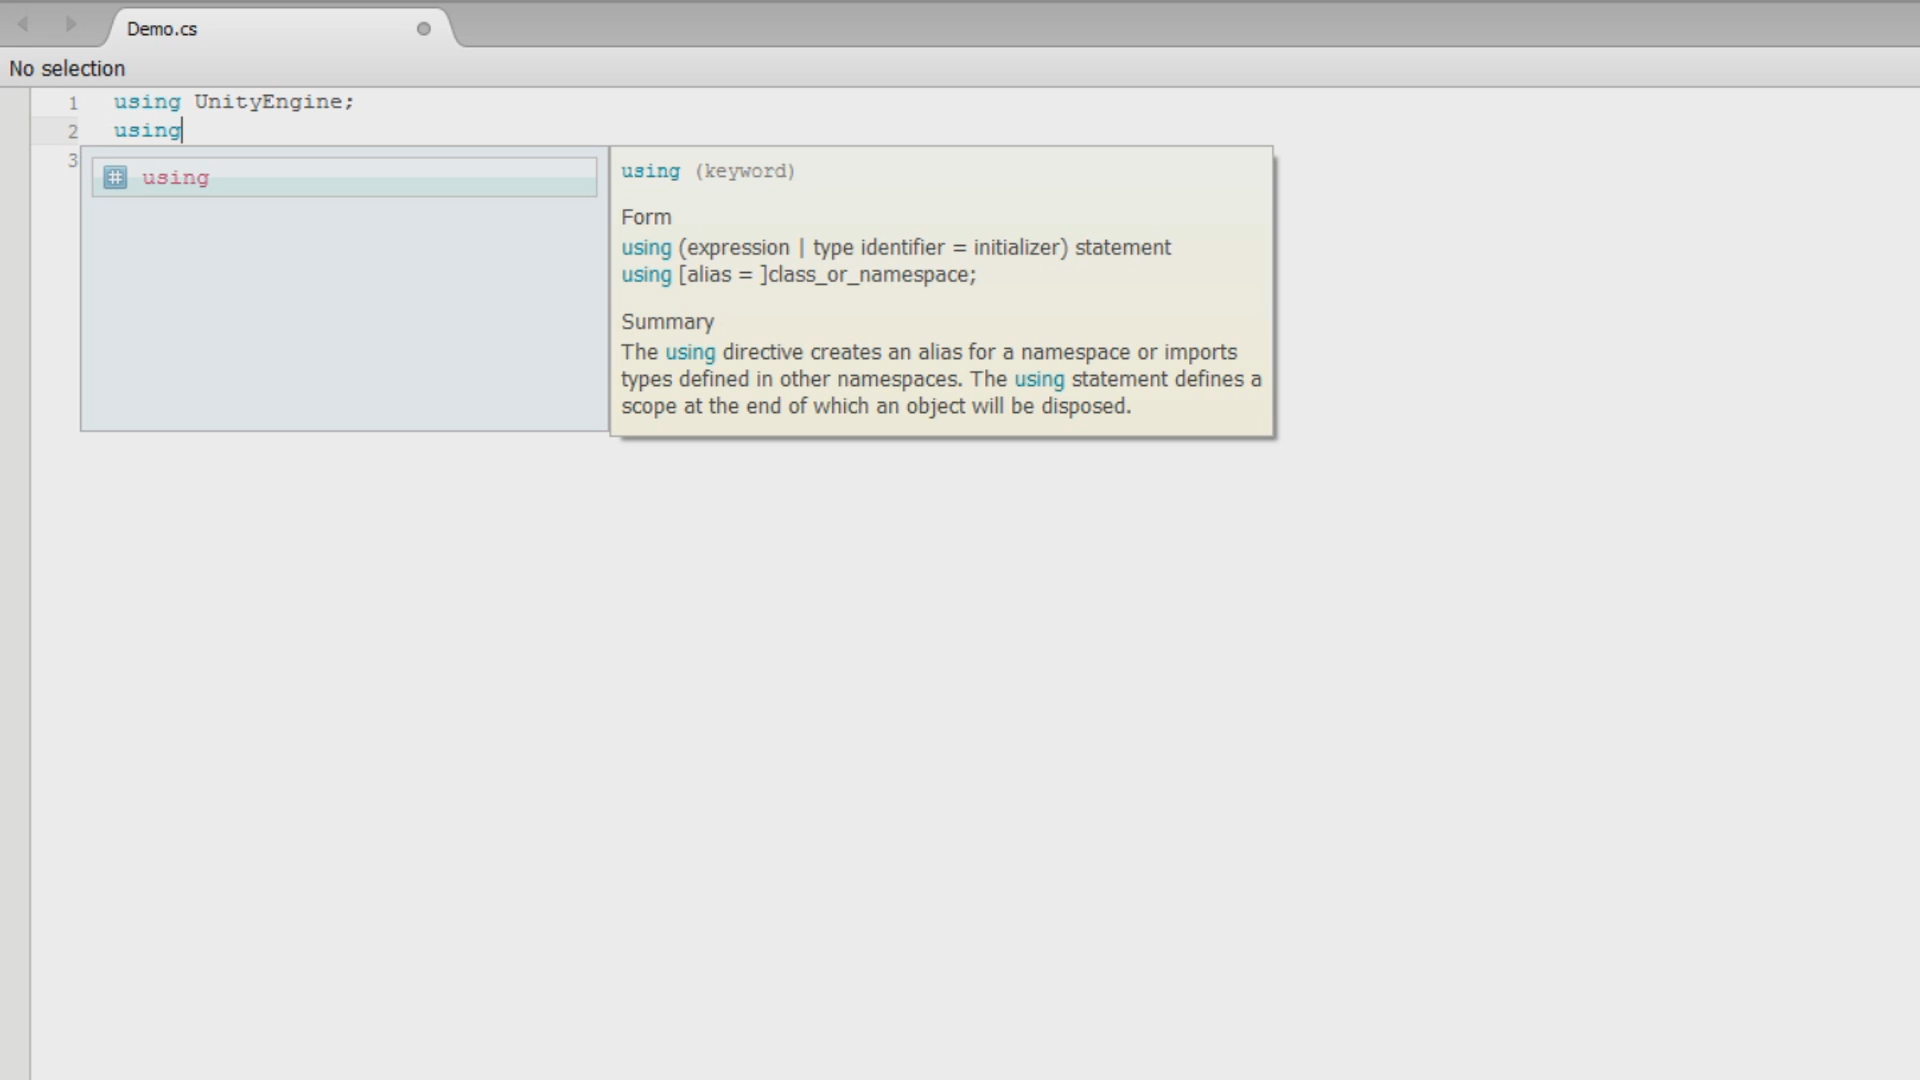 Demo.cs
No selection
1 using UnityEngine;
2 using
3
using
using (keyword)
Form
using (expression | type identifier = initializer) statement
using [alias = ]class_or_namespace;
Summary
The using directive creates an alias for a namespace or imports
types defined in other namespaces. The using statement defines a
scope at the end of which an object will be disposed.